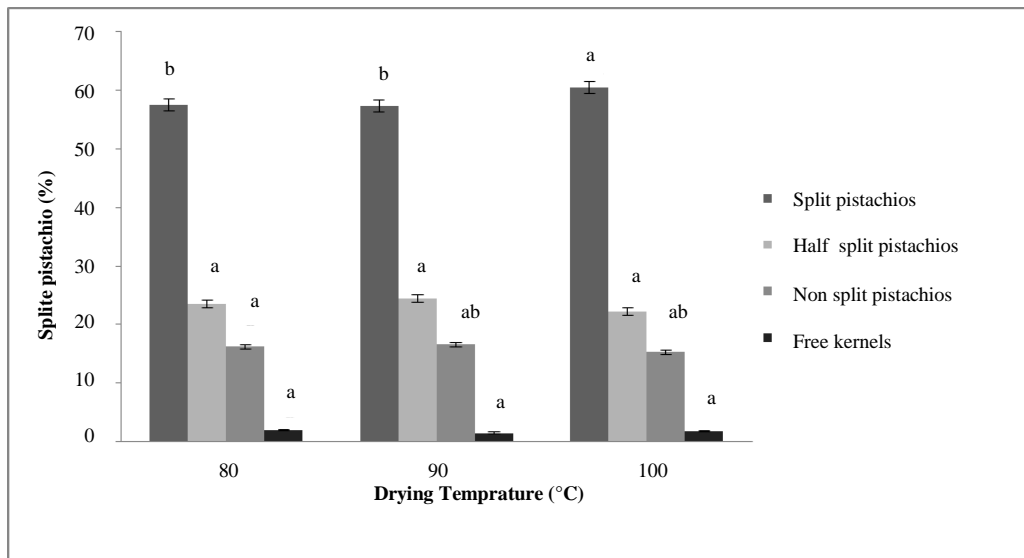 70
60
50
40
30
20
10
0
Splite pistachio (%)
b
a
a
a
b
a
ab
a
a
a
ab
a
80
90
100
Drying Temprature (°C)
Split pistachios
Half split pistachios
Non split pistachios
Free kernels